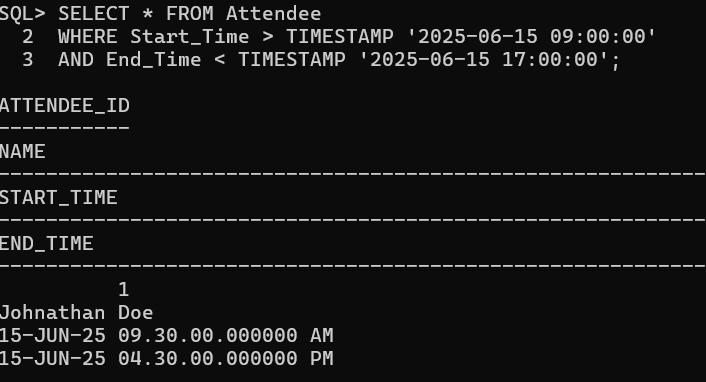 SQL> SELECT * FROM Attendee
  2  WHERE Start_Time > TIMESTAMP '2025-06-15 09:00:00'
  3  AND End_Time < TIMESTAMP '2025-06-15 17:00:00';
ATTENDEE_ID
-----------
NAME
--------------------------------------------------------------------------------
START_TIME
--------------------------------------------------------------------------------
END_TIME
--------------------------------------------------------------------------------
          1
Johnathan Doe
15-JUN-25 09.30.00.000000 AM
15-JUN-25 04.30.00.000000 PM